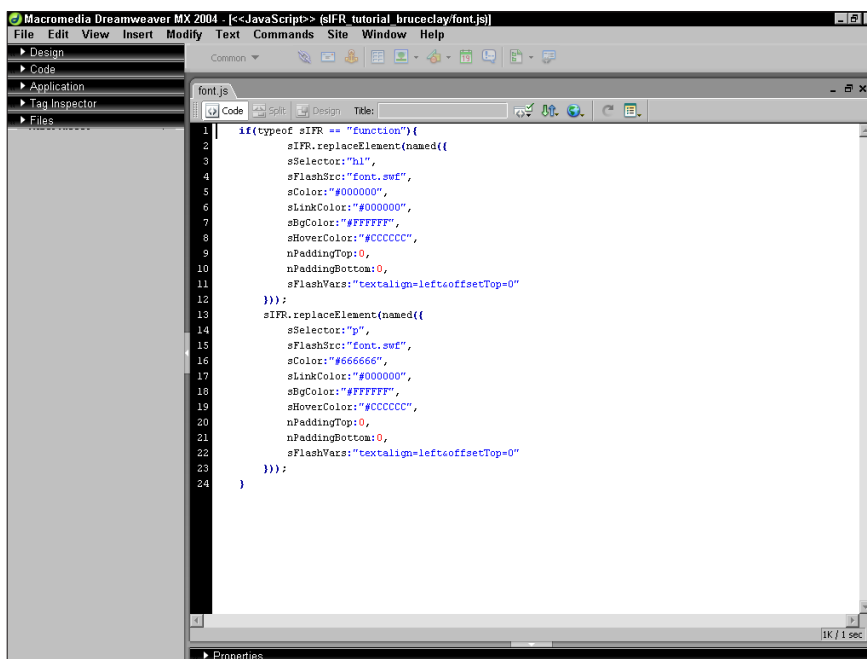 Macromedia Dreamweaver MX 2004 - [<<JavaScript>> (sIFR_tutorial_bruceclay/font.js)]
File Edit View Insert Modify Text Commands Site Window Help
Design
Code
Application
Tag Inspector
Files
Common
font.js
Code Split Design Title:
1 if(typeof sIFR == "function"){
2 sIFR.replaceElement(named({
3 sSelector:"h1",
4 sFlashSrc:"font.swf",
5 sColor:"#000000",
6 sLinkColor:"#000000",
7 sBgColor:"#FFFFFF",
8 sHoverColor:"#CCCCCC",
9 nPaddingTop:0,
10 nPaddingBottom:0,
11 sFlashVars:"textalign=left&offsetTop=0"
12 }));
13 sIFR.replaceElement(named({
14 sSelector:"p",
15 sFlashSrc:"font.swf",
16 sColor:"#666666",
17 sLinkColor:"#000000",
18 sBgColor:"#FFFFFF",
19 sHoverColor:"#CCCCCC",
20 nPaddingTop:0,
21 nPaddingBottom:0,
22 sFlashVars:"textalign=left&offsetTop=0"
23 }));
24 }
1K / 1 sec
Properties